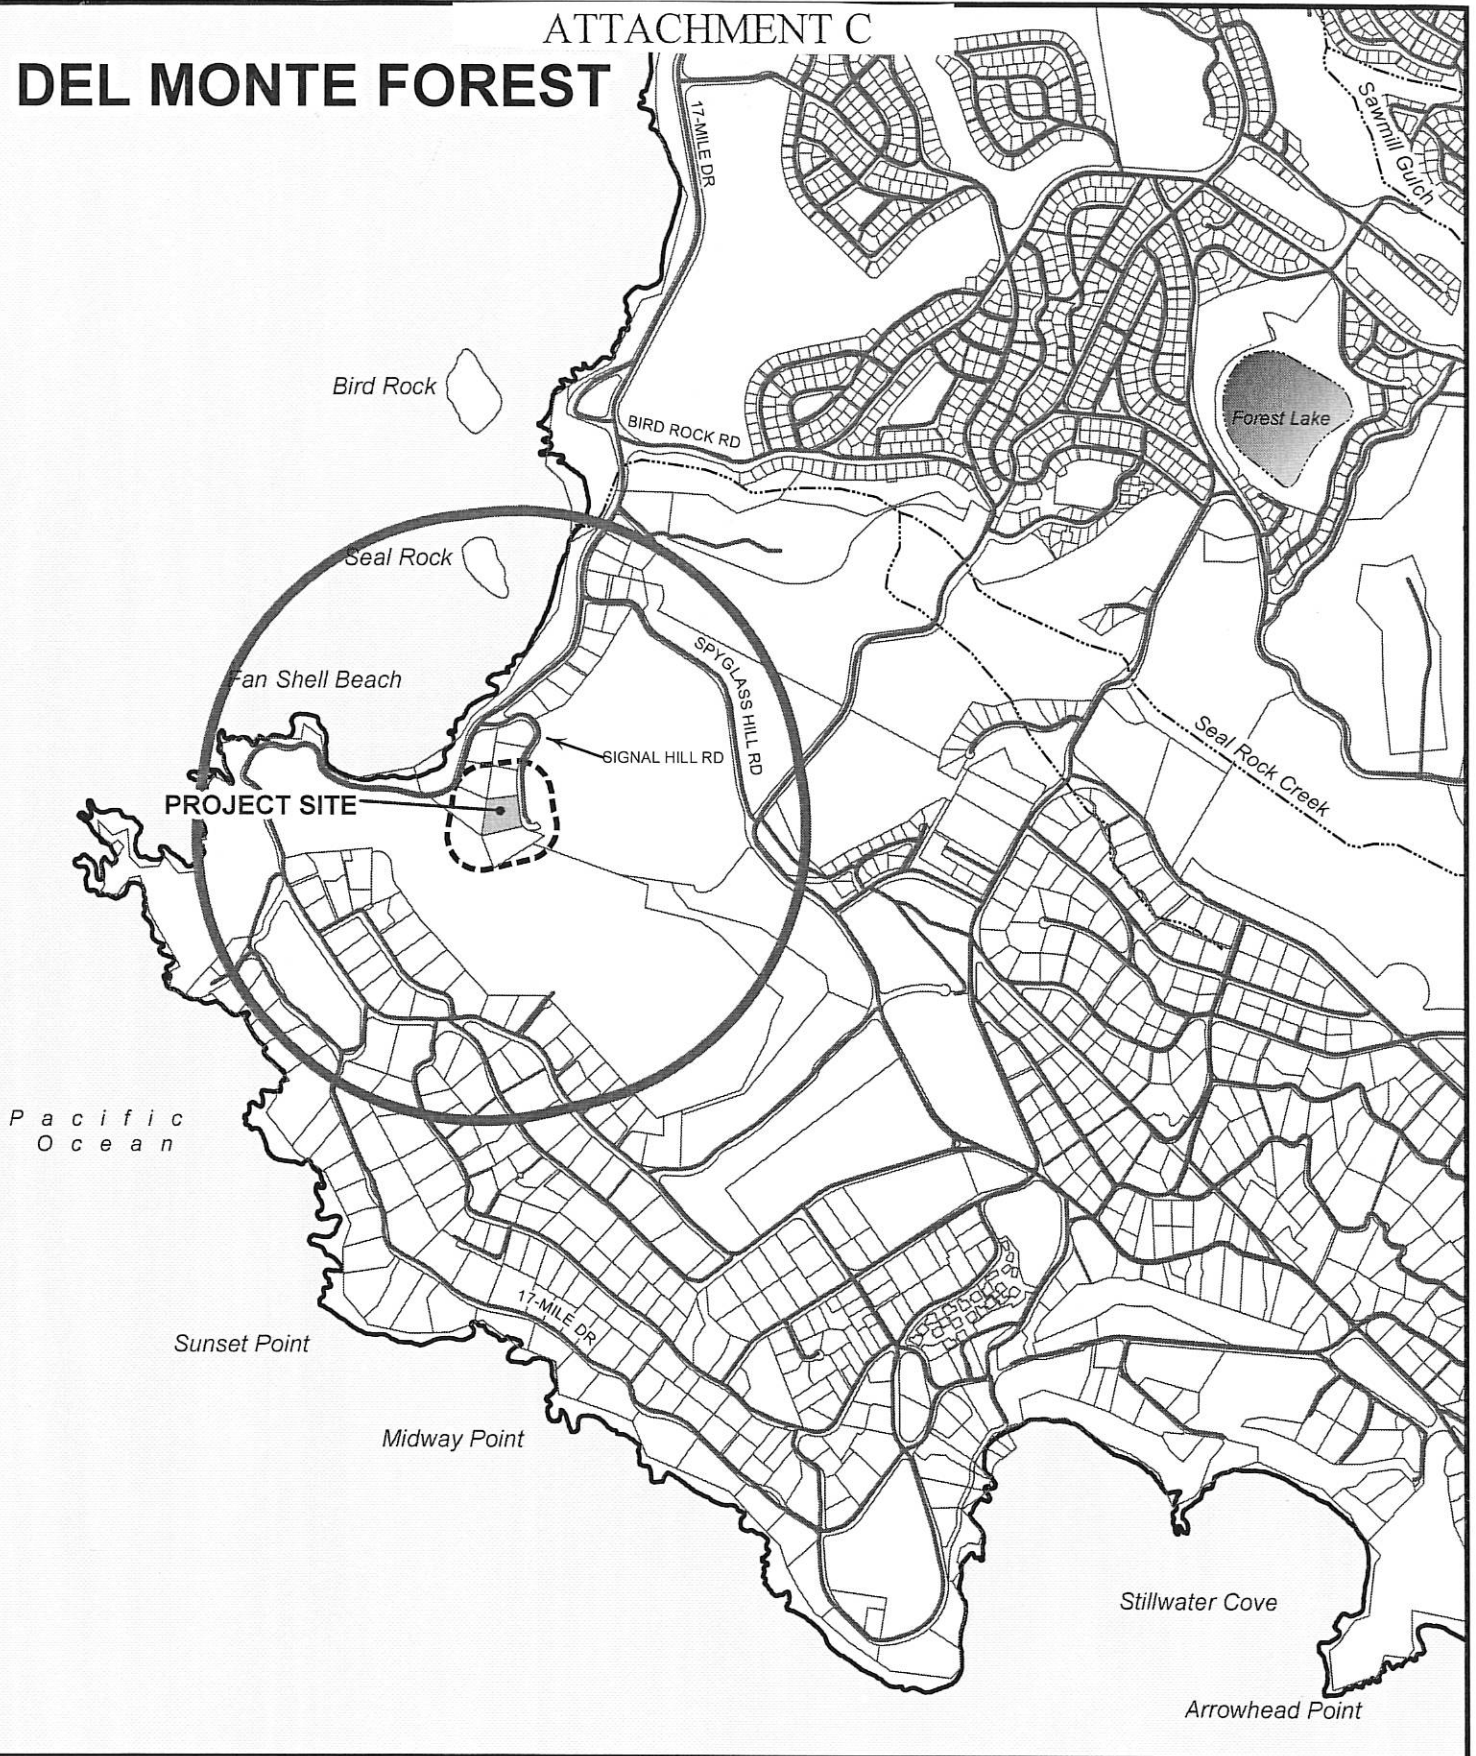 ATTACHMENT C
DEL MONTE FOREST
17-MILE DR
Sawmill Gulch
Bird Rock
BIRD ROCK RD
Forest Lake
Seal Rock
SPYGLASS HILL RD
Fan Shell Beach
SIGNAL HILL RD
Seal Rock Creek
PROJECT SITE
Pacific
Ocean
17-MILE DR
Sunset Point
Midway Point
Stillwater Cove
Arrowhead Point